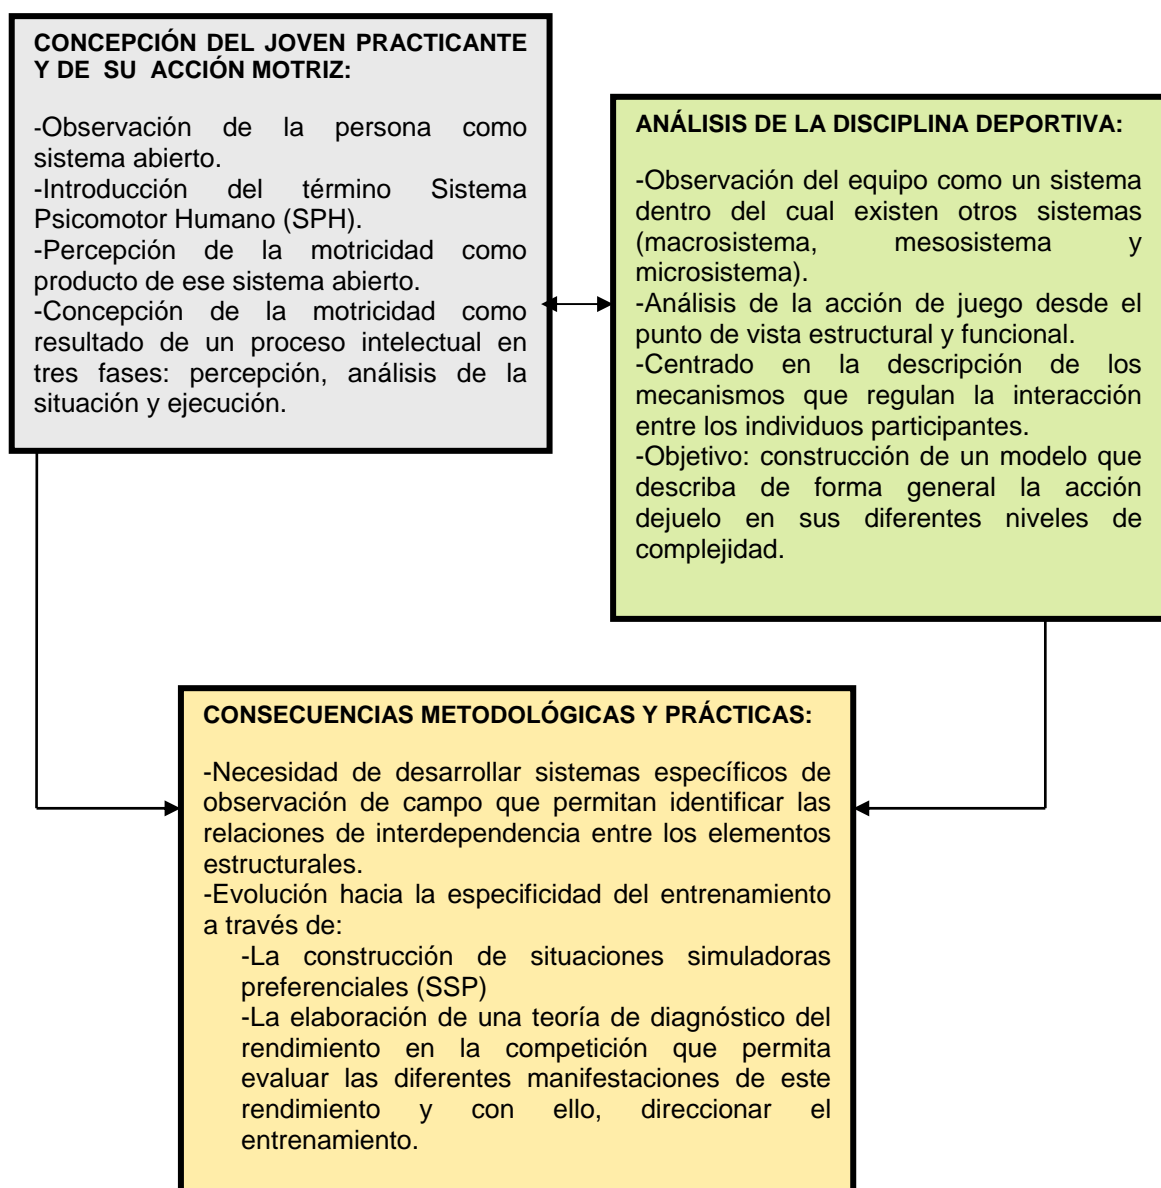 CONCEPCIÓN DEL JOVEN PRACTICANTE
Y DE SU ACCIÓN MOTRIZ:
-Observación de la persona como
sistema abierto.
-Introducción del término Sistema
Psicomotor Humano (SPH).
-Percepción de la motricidad como
producto de ese sistema abierto.
-Concepción de la motricidad como
resultado de un proceso intelectual en
tres fases: percepción, análisis de la
situación y ejecución.
ANÁLISIS DE LA DISCIPLINA DEPORTIVA:
-Observación del equipo como un sistema
dentro del cual existen otros sistemas
(macrosistema, mesosistema y
microsistema).
-Análisis de la acción de juego desde el
punto de vista estructural y funcional.
-Centrado en la descripción de los
mecanismos que regulan la interacción
entre los individuos participantes.
-Objetivo: construcción de un modelo que
describa de forma general la acción
dejuelo en sus diferentes niveles de
complejidad.
CONSECUENCIAS METODOLÓGICAS Y PRÁCTICAS:
-Necesidad de desarrollar sistemas específicos de
observación de campo que permitan identificar las
relaciones de interdependencia entre los elementos
estructurales.
-Evolución hacia la especificidad del entrenamiento
a través de:
-La construcción de situaciones simuladoras
preferenciales (SSP)
-La elaboración de una teoría de diagnóstico del
rendimiento en la competición que permita
evaluar las diferentes manifestaciones de este
rendimiento y con ello, direccionar el
entrenamiento.